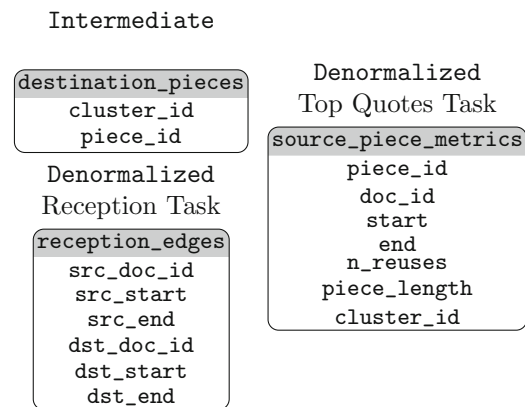 Intermediate
destination_pieces
cluster_id
piece_id
Denormalized
Reception Task
reception_edges
src_doc_id
src_start
src_end
dst_doc_id
dst_start
dst_end
Denormalized
Top Quotes Task
source_piece_metrics
piece_id
doc_id
start
end
n_reuses
piece_length
cluster_id